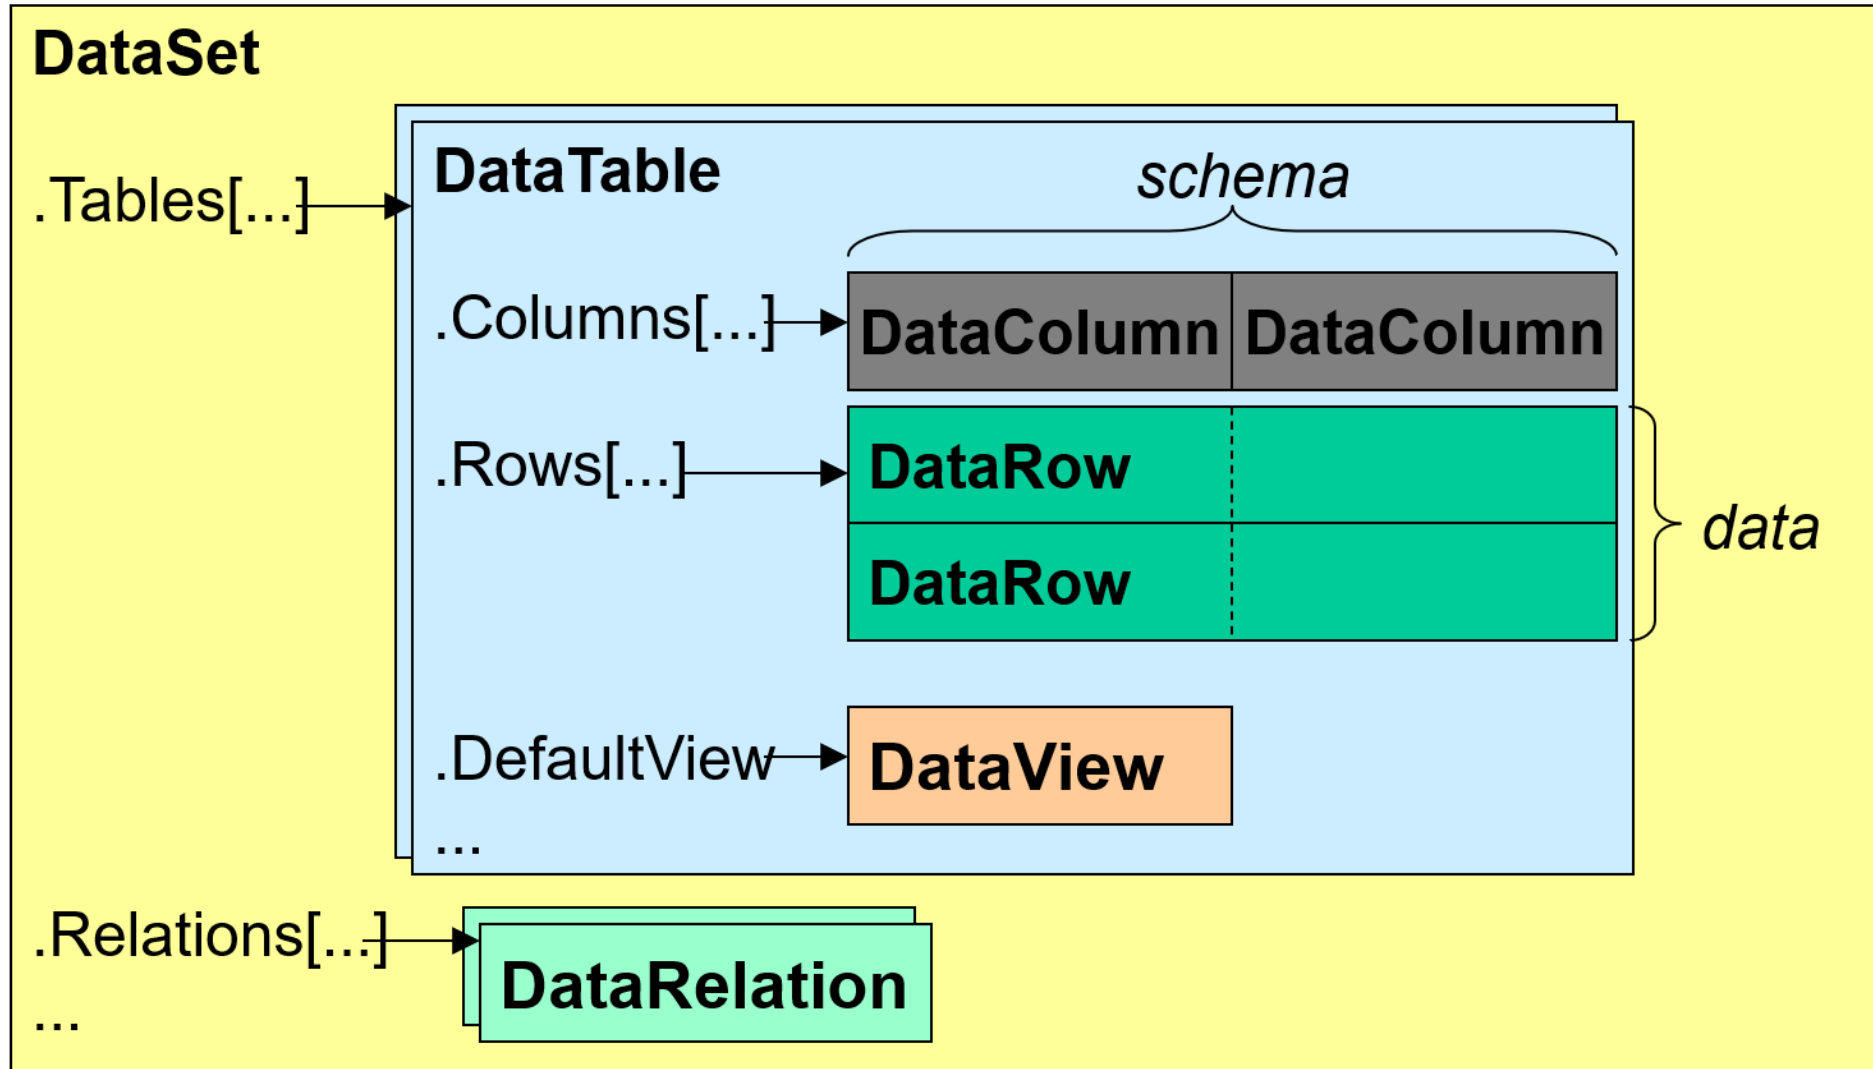 DataSet
.Tables[...]
DataTable
schema
.Columns[...]
DataColumn DataColumn
.Rows[...]
DataRow
DataRow
data
.DefaultView
DataView
...
.Relations[...]
DataRelation
...